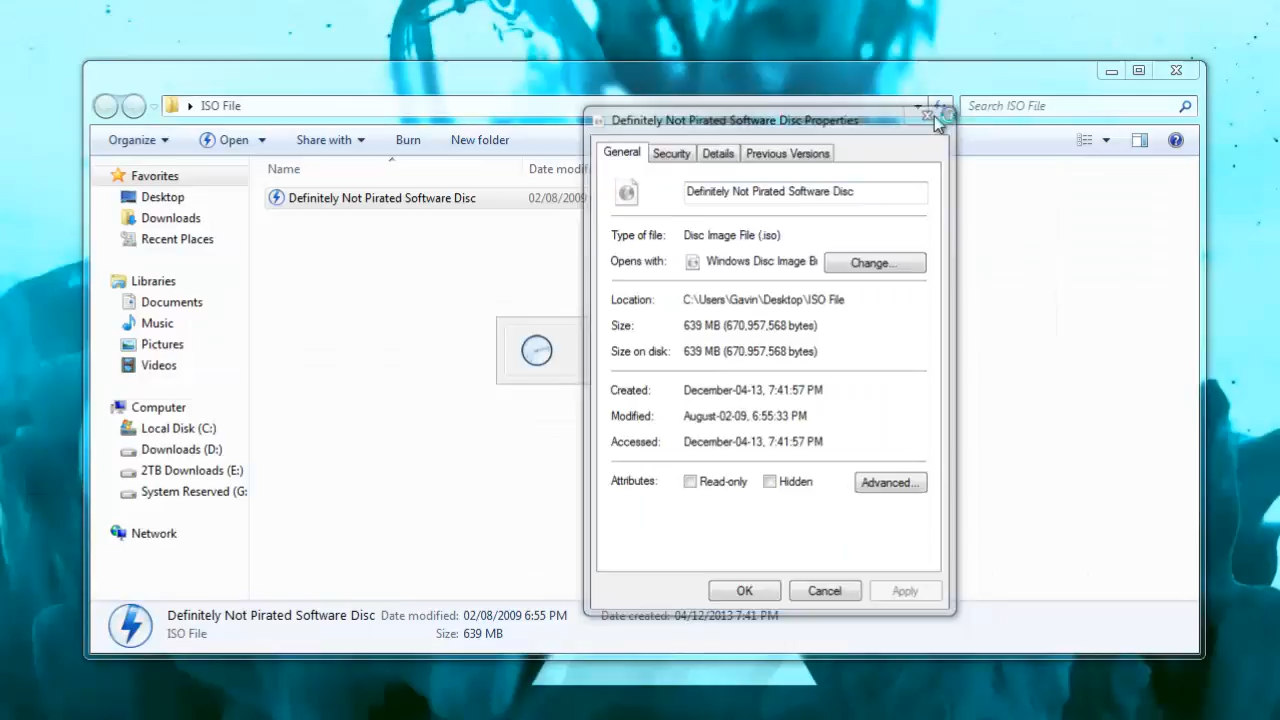 ISO File
Search ISO File
Organize
Open
Share with
Burn
New folder
Favorites
Desktop
Downloads
Recent Places
Libraries
Documents
Music
Pictures
Videos
Computer
Local Disk (C:)
Downloads (D:)
2TB Downloads (E:)
System Reserved (G:
Network
Name
Date modif
Definitely Not Pirated Software Disc
02/08/2009
Definitely Not Pirated Software Disc Properties
General
Security
Details
Previous Versions
Definitely Not Pirated Software Disc
Type of file: Disc Image File (.iso)
Opens with: Windows Disc Image Bu
Change...
Location: C:\Users\Gavin\Desktop\ISO File
Size: 639 MB (670,957,568 bytes)
Size on disk: 639 MB (670,957,568 bytes)
Created: December-04-13, 7:41:57 PM
Modified: August-02-09, 6:55:33 PM
Accessed: December-04-13, 7:41:57 PM
Attributes: Read-only Hidden
Advanced...
OK
Cancel
Apply
Definitely Not Pirated Software Disc Date modified: 02/08/2009 6:55 PM Date created: 04/12/2013 7:41 PM
ISO File Size: 639 MB